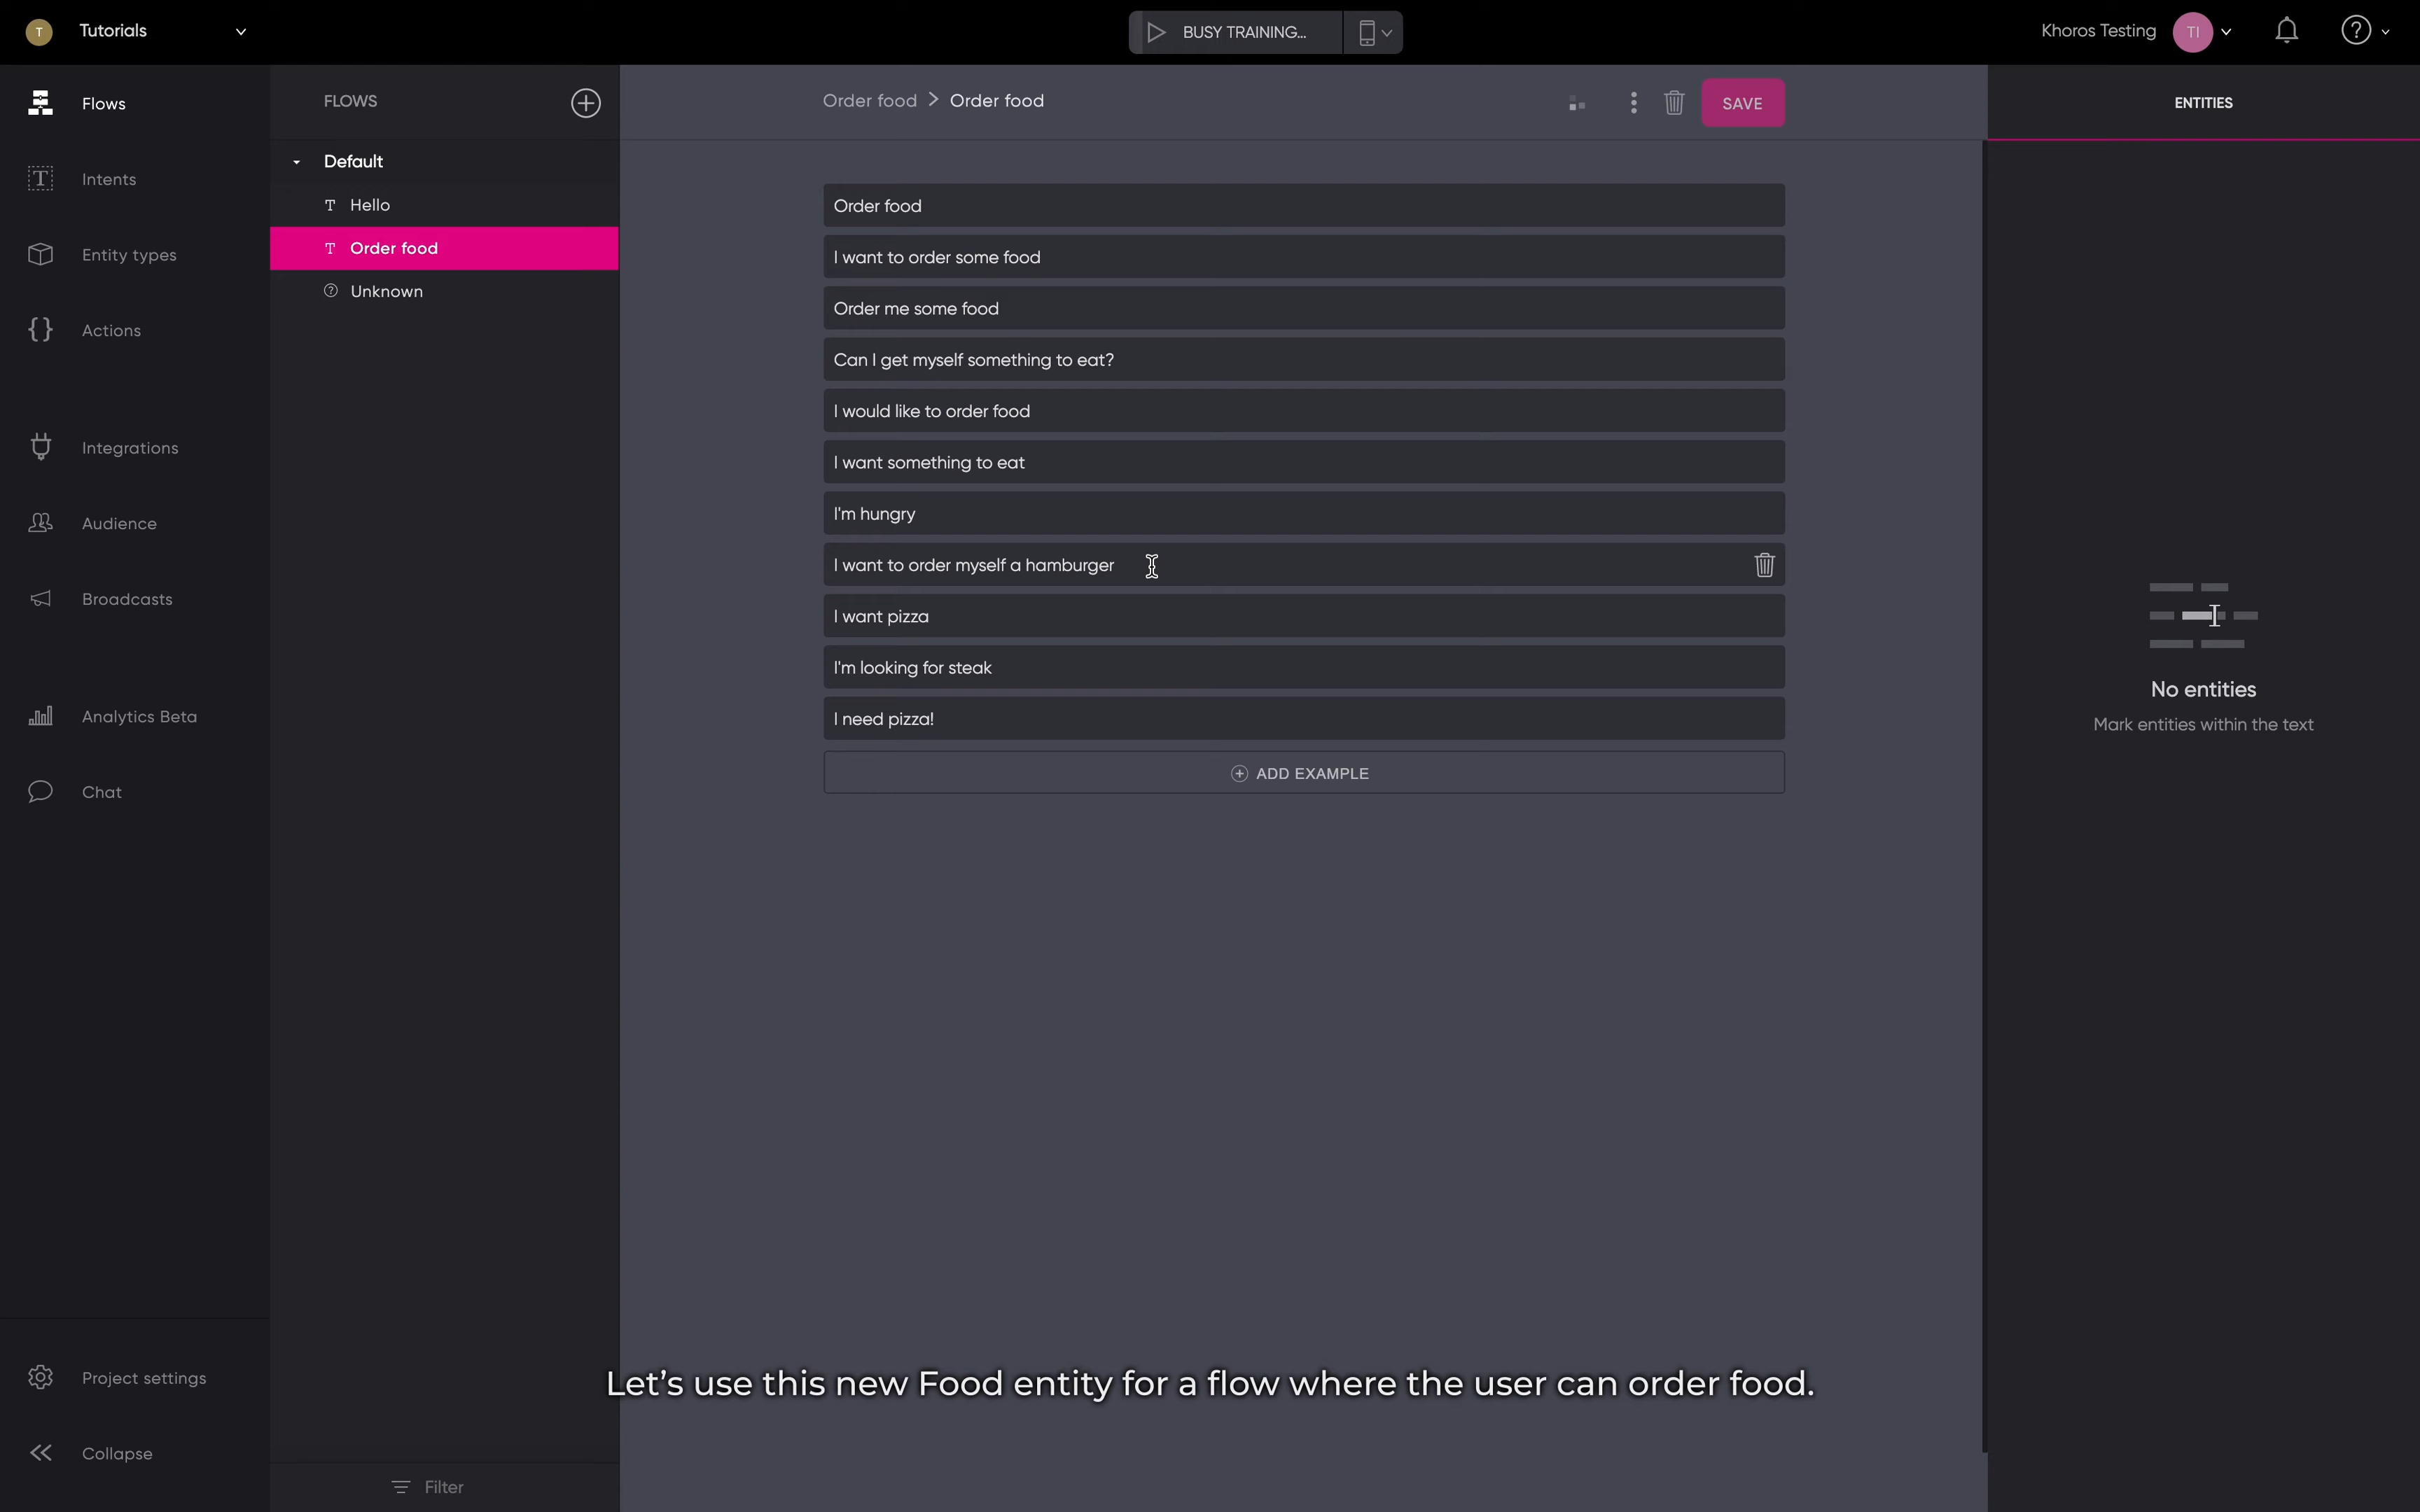 T Tutorials
BUSY TRAINING...
Khoros Testing TI
?
Flows
Intents
Entity types
Actions
Integrations
Audience
Broadcasts
Analytics Beta
Chat
Project settings
Collapse
FLOWS
Default
T Hello
T Order food
? Unknown
Filter
Order food > Order food
SAVE
Order food
I want to order some food
Order me some food
Can I get myself something to eat?
I would like to order food
I want something to eat
I'm hungry
I want to order myself a hamburger
I want pizza
I'm looking for steak
I need pizza!
ADD EXAMPLE
ENTITIES
No entities
Mark entities within the text
Let’s use this new Food entity for a flow where the user can order food.